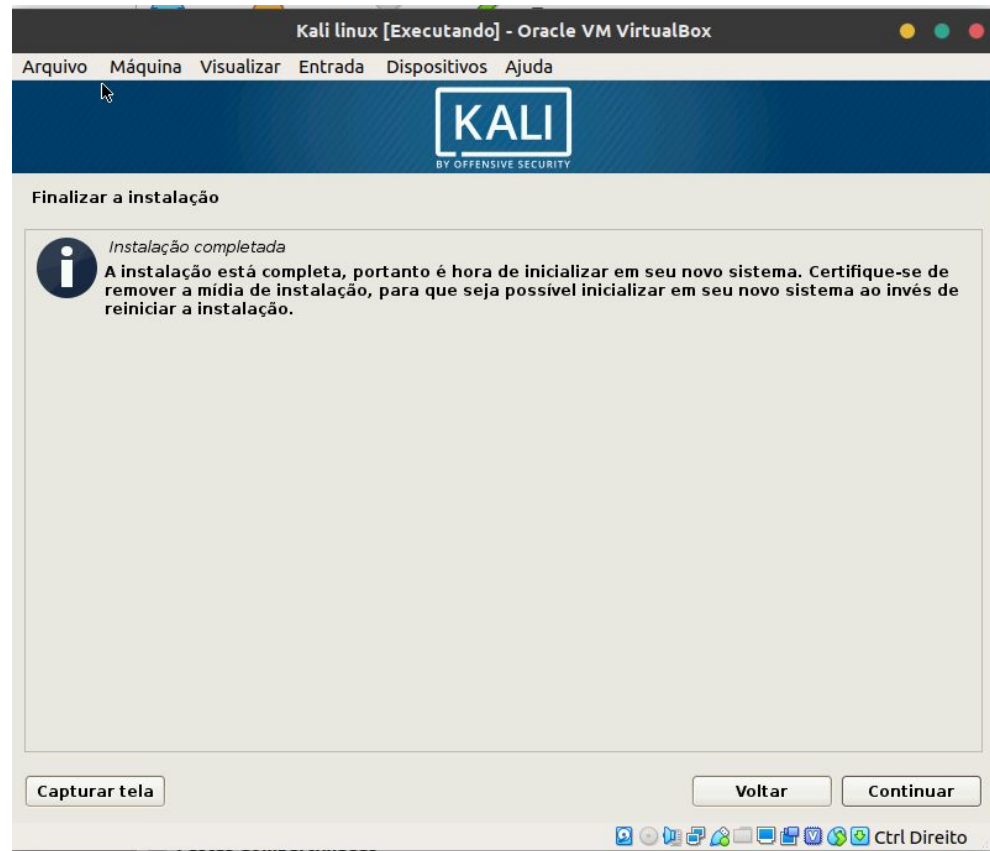 Kali linux [Executando] - Oracle VM VirtualBox
Arquivo Máquina Visualizar Entrada Dispositivos Ajuda
KALI
BY OFFENSIVE SECURITY
Finalizar a instalação
Instalação completada
A instalação está completa, portanto é hora de inicializar em seu novo sistema. Certifique-se de
remover a mídia de instalação, para que seja possível inicializar em seu novo sistema ao invés de
reiniciar a instalação.
Capturar tela Voltar Continuar
Ctrl Direito